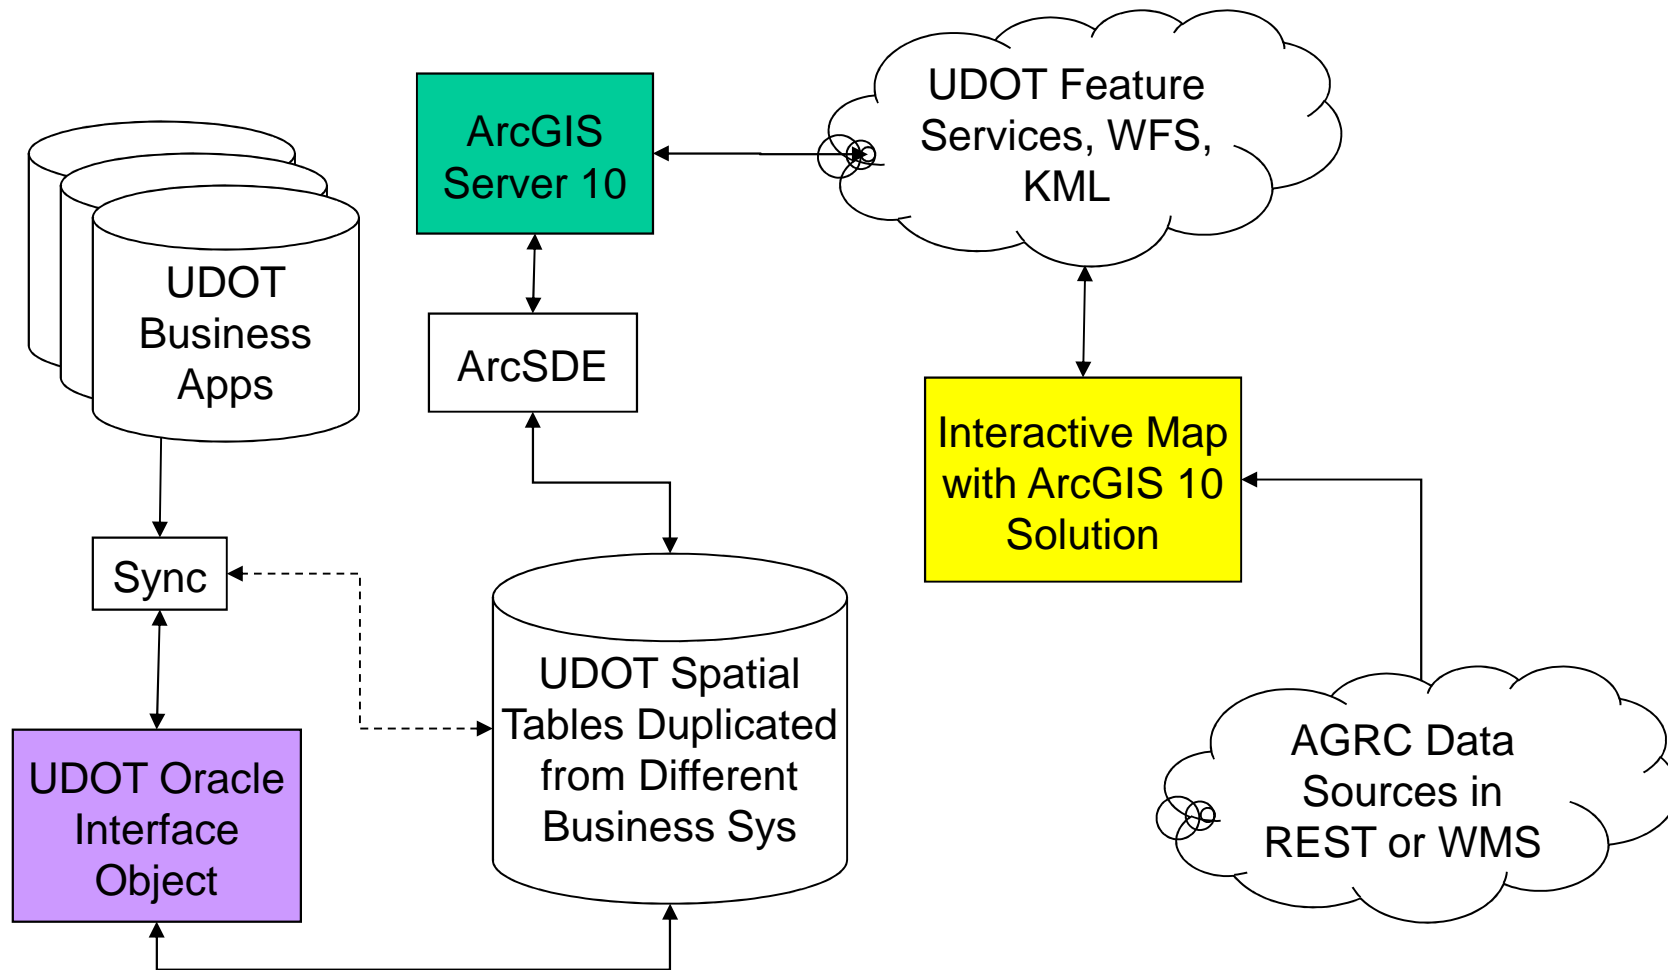 UDOT Feature
Services, WFS,
KML
ArcGIS
Server 10
UDOT
Business
Apps
ArcSDE
Interactive Map
with ArcGIS 10
Solution
Sync
UDOT Spatial
Tables Duplicated
from Different
Business Sys
UDOT Oracle
Interface
Object
AGRC Data
Sources in
REST or WMS